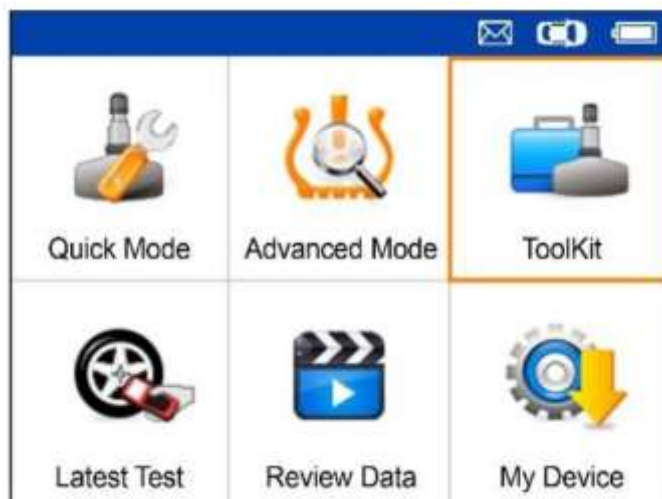 Quick Mode
Advanced Mode
ToolKit
Latest Test
Review Data
My Device